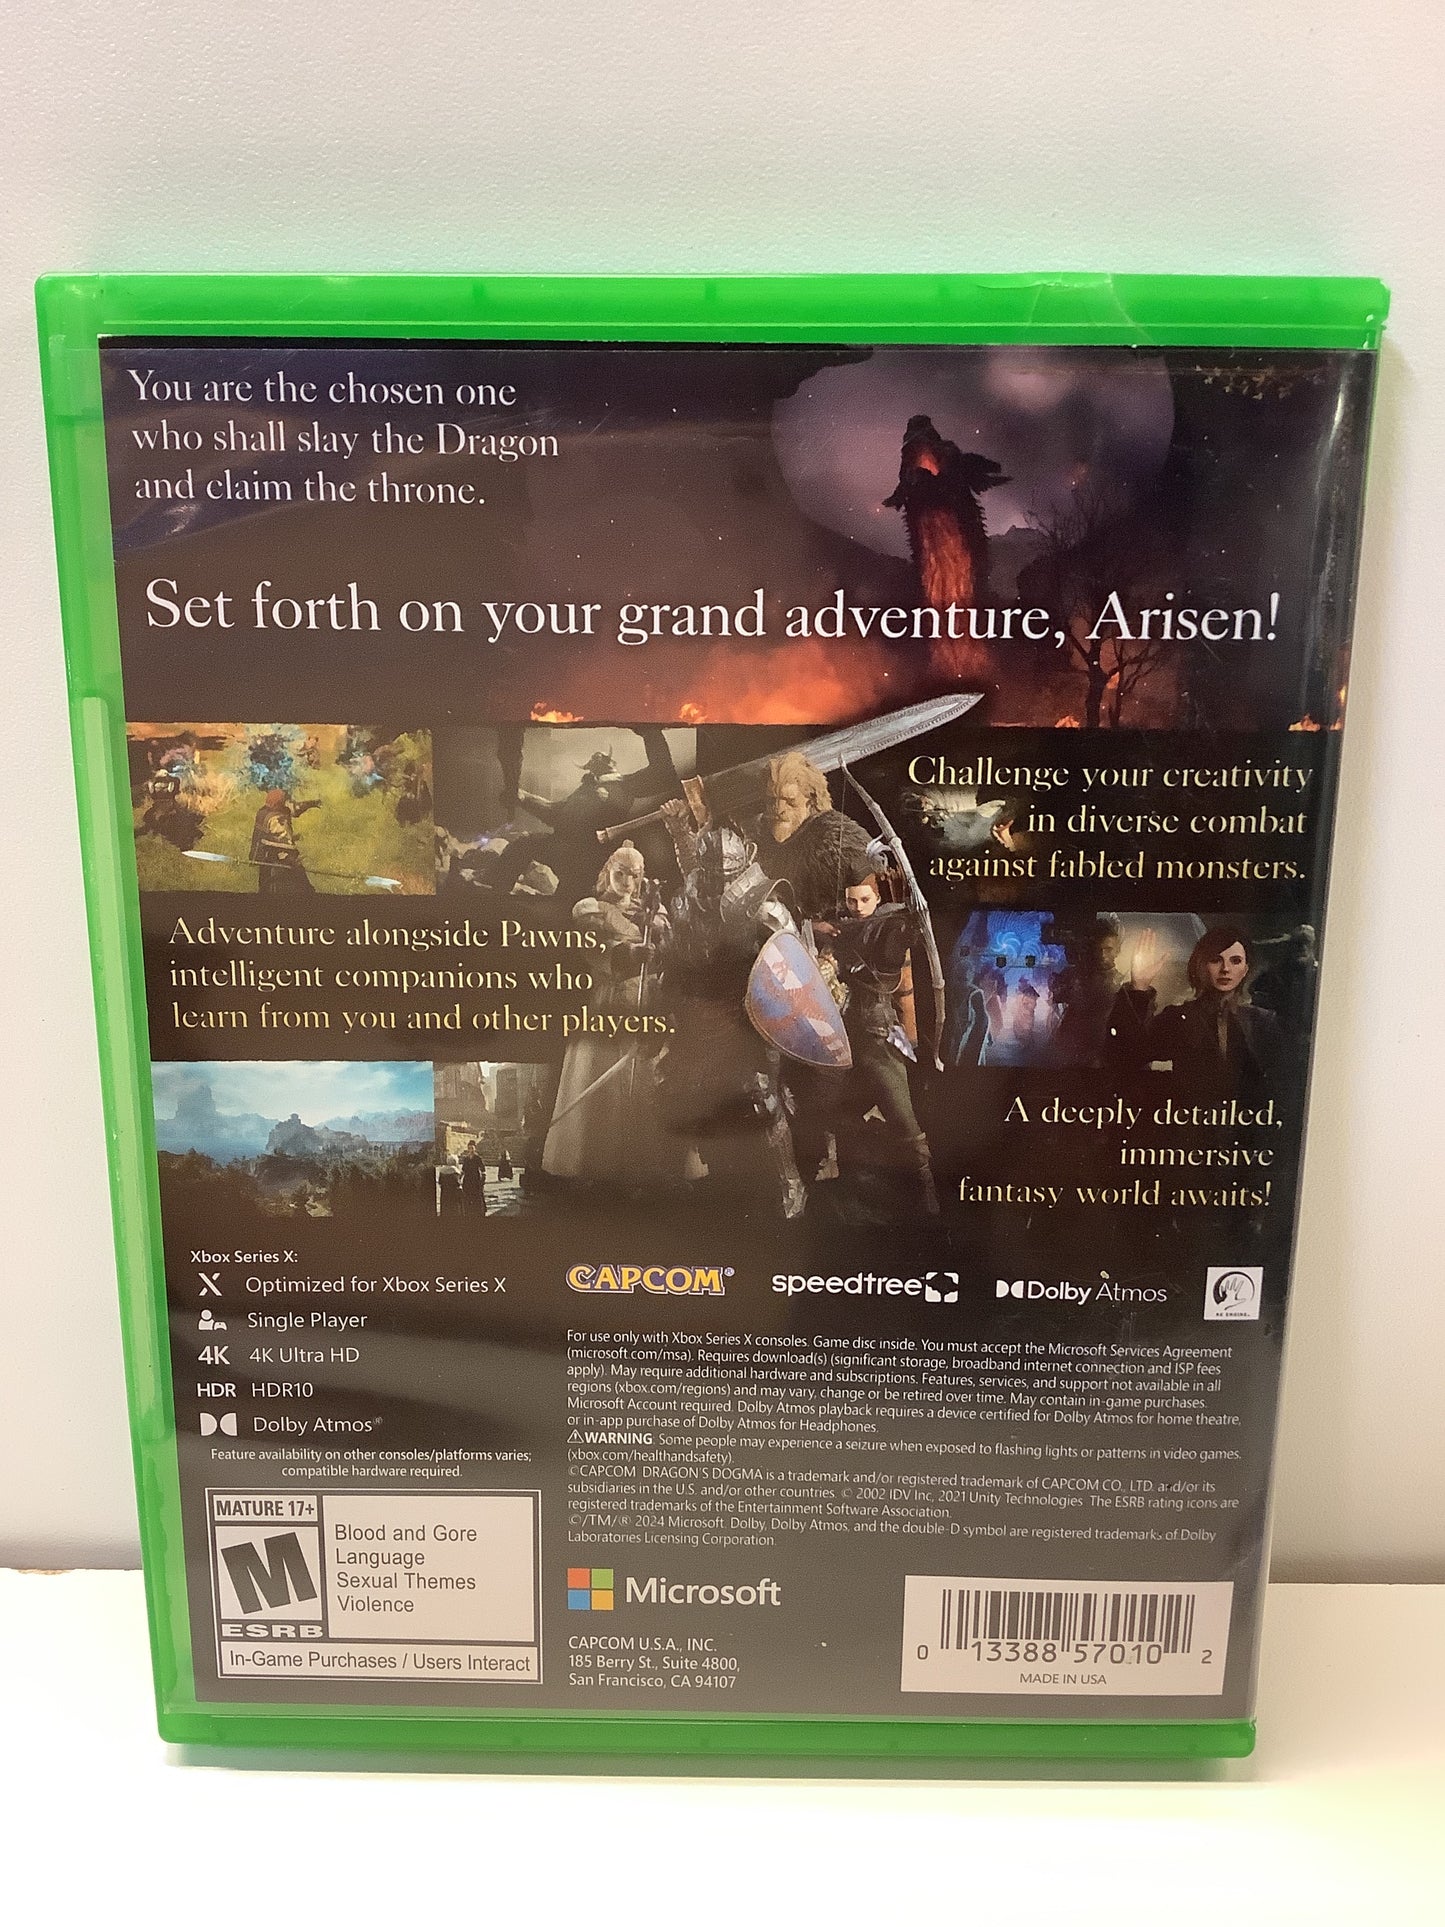 You are the chosen one
who shall slay the Dragon
and claim the throne.
Set forth on your grand adventure, Arisen!
Challenge your creativity
in diverse combat
against fabled monsters.
Adventure alongside Pawns,
intelligent companions who
learn from you and other players.
A deeply detailed,
immersive
fantasy world awaits!
Xbox Series X:
X Optimized for Xbox Series X
Single Player
4K 4K Ultra HD
HDR HDR10
Dolby Atmos®
Feature availability on other consoles/platforms varies;
compatible hardware required.
CAPCOM® speedtree Dolby Atmos RE ENGINE™
For use only with Xbox Series X consoles. Game disc inside. You must accept the Microsoft Services Agreement
(microsoft.com/msa). Requires download(s) (significant storage, broadband internet connection and ISP fees
apply). May require additional hardware and subscriptions. Features, services, and support not available in all
regions (xbox.com/regions) and may vary, change or be retired over time. May contain in-game purchases.
Microsoft Account required. Dolby Atmos playback requires a device certified for Dolby Atmos for home theatre,
or in-app purchase of Dolby Atmos for Headphones.
⚠WARNING. Some people may experience a seizure when exposed to flashing lights or patterns in video games.
(xbox.com/healthandsafety).
©CAPCOM DRAGON'S DOGMA is a trademark and/or registered trademark of CAPCOM CO., LTD. and/or its
subsidiaries in the U.S. and/or other countries. © 2002 IDV Inc, 2021 Unity Technologies The ESRB rating icons are
registered trademarks of the Entertainment Software Association.
©/TM/® 2024 Microsoft. Dolby, Dolby Atmos, and the double-D symbol are registered trademarks of Dolby
Laboratories Licensing Corporation.
MATURE 17+
M
ESRB
Blood and Gore
Language
Sexual Themes
Violence
In-Game Purchases / Users Interact
Microsoft
CAPCOM U.S.A., INC.
185 Berry St., Suite 4800,
San Francisco, CA 94107
0 13388 57010 2
MADE IN USA